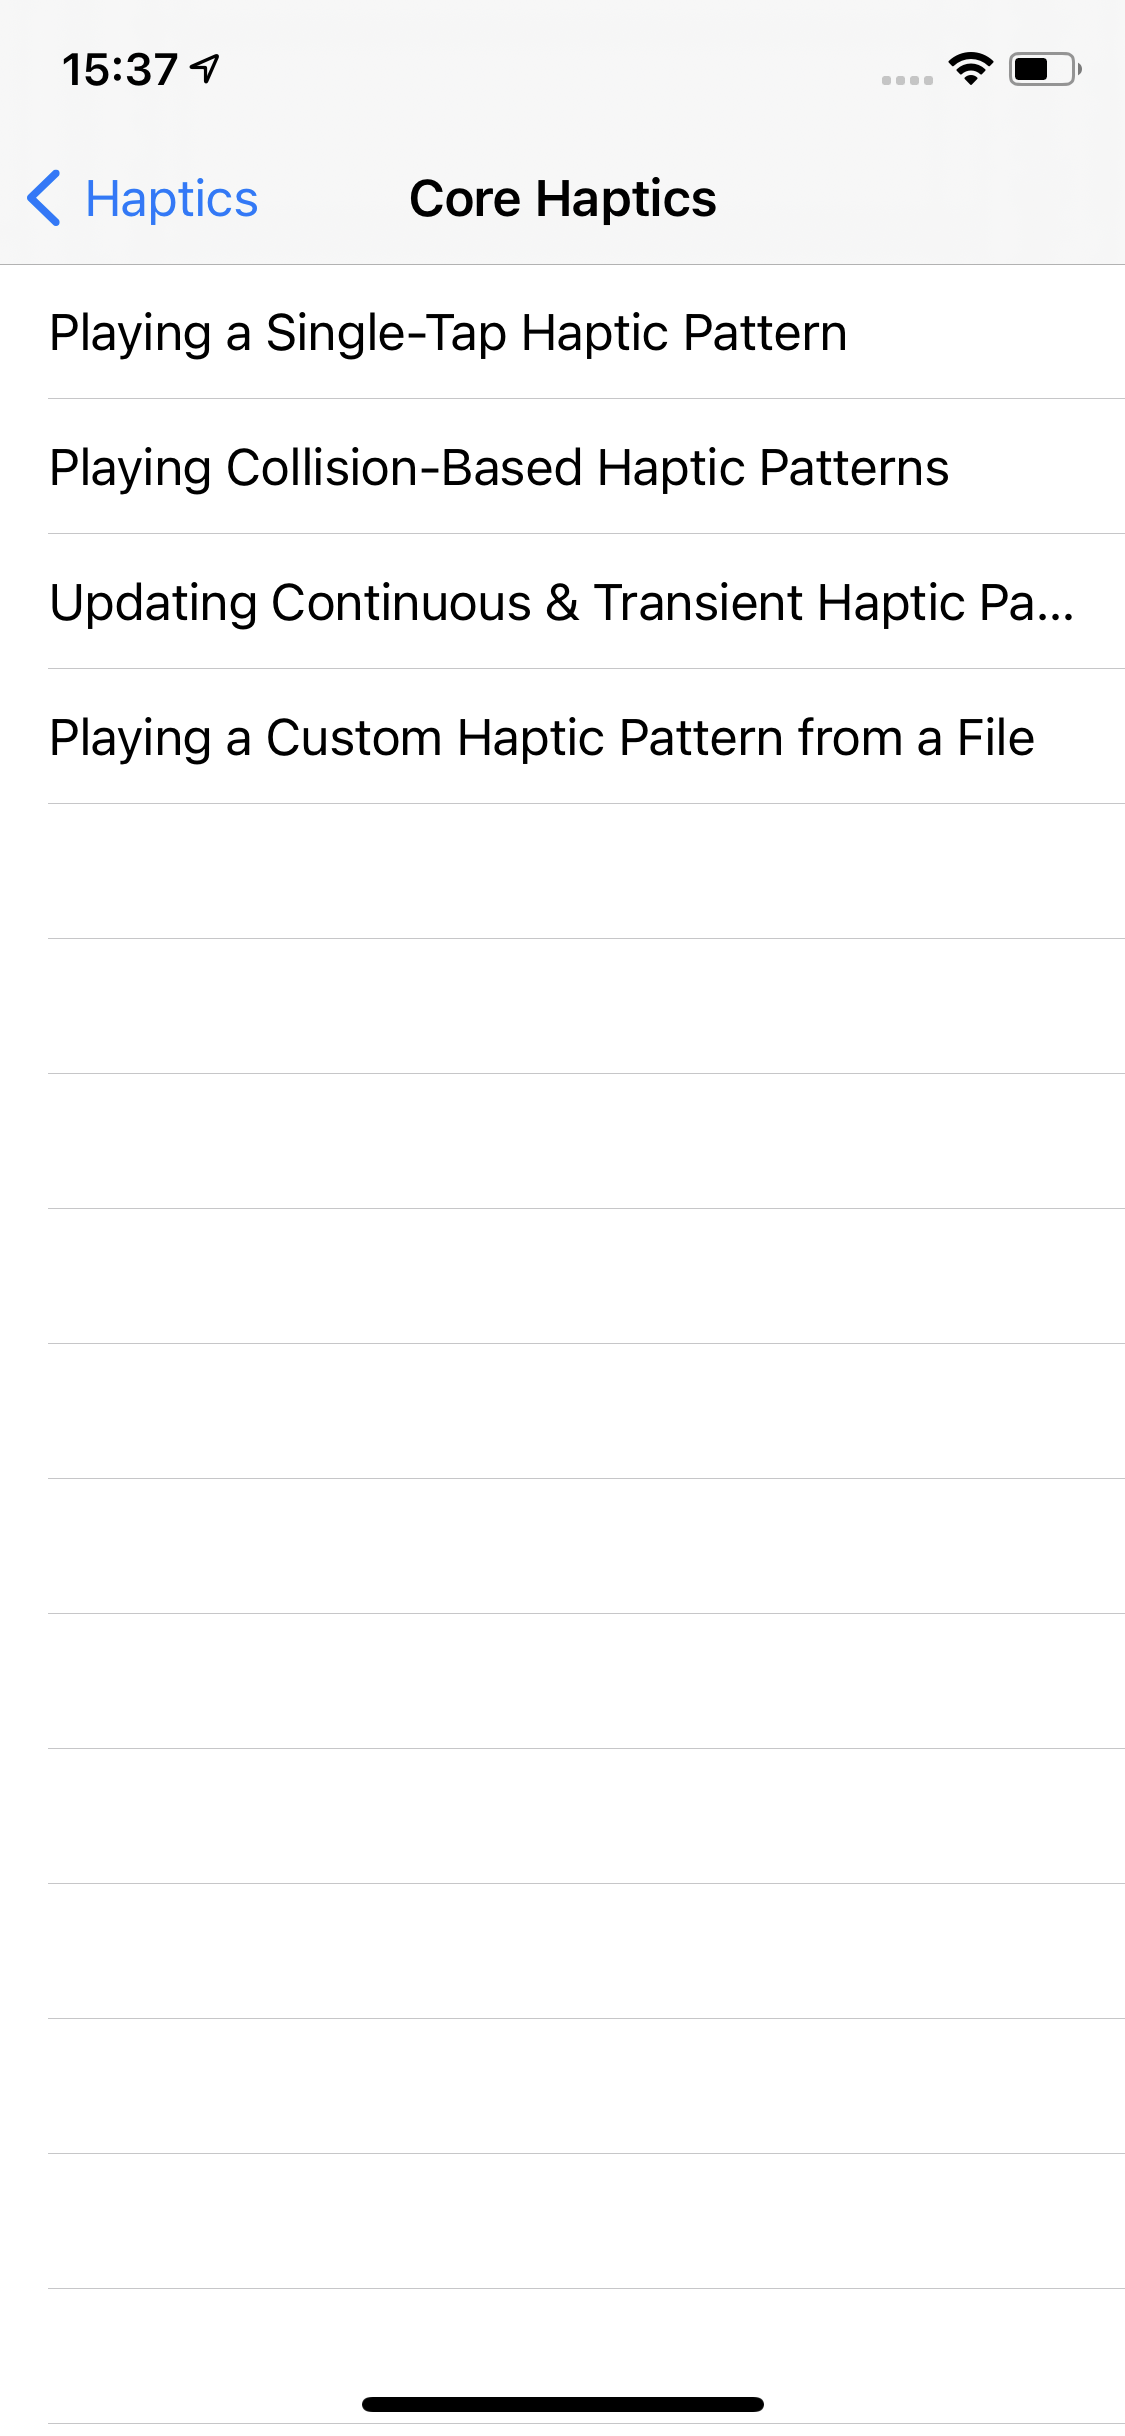 15:37
Haptics
Core Haptics
Playing a Single-Tap Haptic Pattern
Playing Collision-Based Haptic Patterns
Updating Continuous & Transient Haptic Pa...
Playing a Custom Haptic Pattern from a File